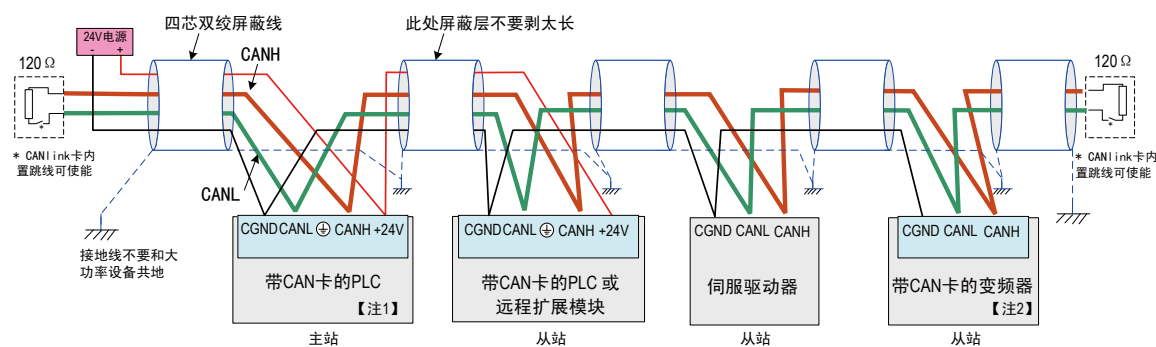 四芯双绞屏蔽线
此处屏蔽层不要剥太长
24V电源
- +
CANH
120 Ω
120 Ω
*
*
* CANlink卡内
置跳线可使能
* CANlink卡内
置跳线可使能
CANL
接地线不要和大
功率设备共地
CGND CANL CANH +24V
CGND CANL CANH +24V
CGND CANL CANH
CGND CANL CANH
带CAN卡的PLC
【注1】
带CAN卡的PLC 或
远程扩展模块
伺服驱动器
带CAN卡的变频器
【注2】
主站
从站
从站
从站